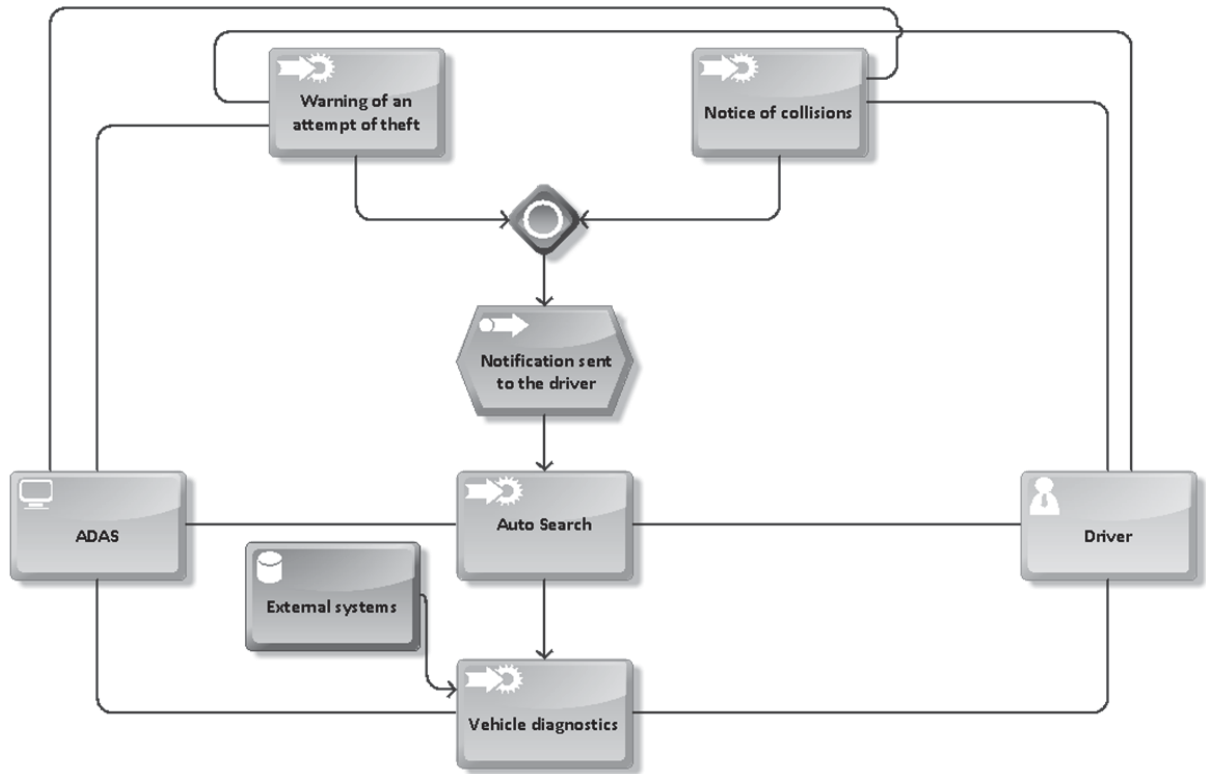 Warning of an
attempt of theft
Notice of collisions
Notification sent
to the driver
ADAS
Auto Search
Driver
External systems
Vehicle diagnostics